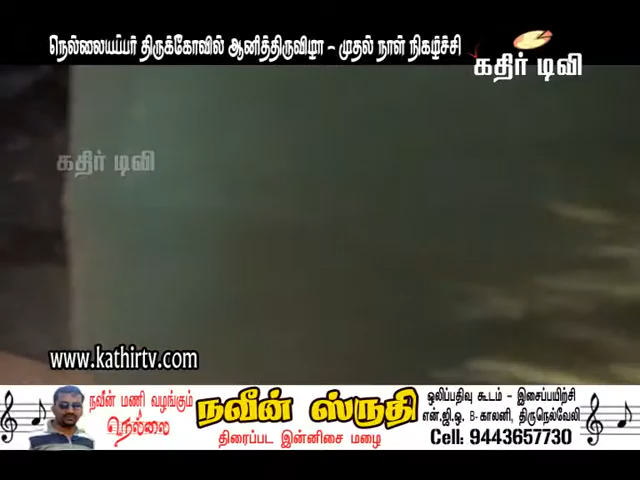 நெல்லையப்பர் திருக்கோவில் ஆனித்திருவிழா - முதல் நாள் நிகழ்ச்சி
கதிர் டிவி
கதிர் டிவி
www.kathirtv.com
நவீன் மணி வழங்கும்
நெல்லை
நவீன் ஸ்ருதி
திரைப்பட இன்னிசை மழை
ஒலிப்பதிவு கூடம் - இசைப்பயிற்சி
என்.ஜி.ஓ. B- காலனி, திருநெல்வேலி
Cell: 9443657730